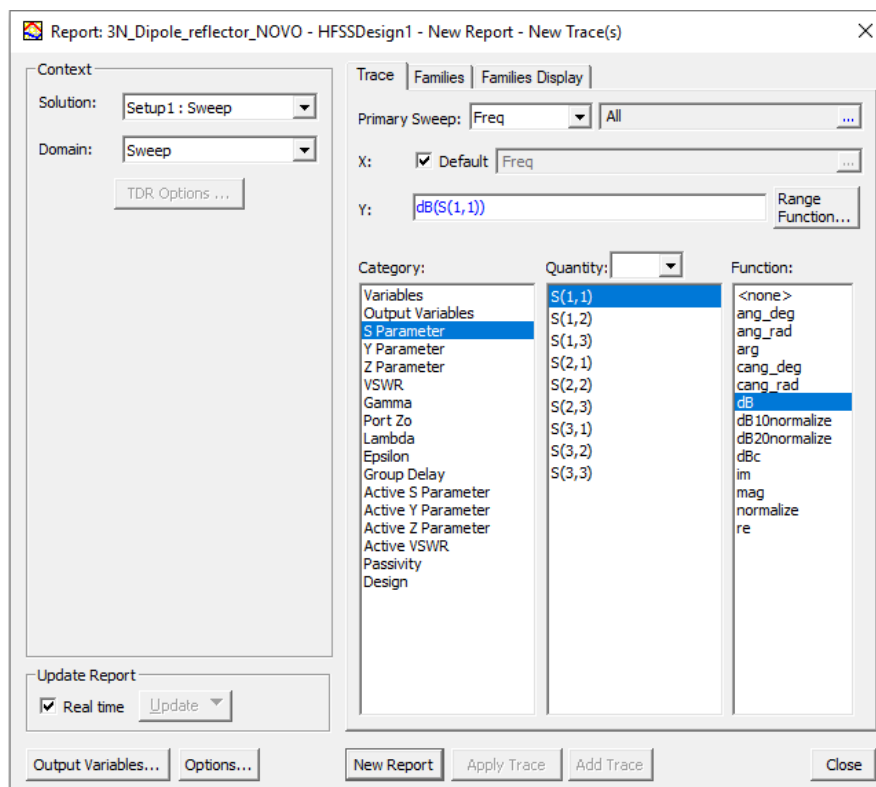 Report: 3N_Dipole_reflector_NOVO - HFSSDesign1 - New Report - New Trace(s)
Context
Solution: Setup1 : Sweep
Domain: Sweep
TDR Options ...
Trace Families Families Display
Primary Sweep: Freq All ...
X: Default Freq ...
Y: dB(S(1,1)) Range Function...
Category:
Variables
Output Variables
S Parameter
Y Parameter
Z Parameter
VSWR
Gamma
Port Zo
Lambda
Epsilon
Group Delay
Active S Parameter
Active Y Parameter
Active Z Parameter
Active VSWR
Passivity
Design
Quantity:
S(1,1)
S(1,2)
S(1,3)
S(2,1)
S(2,2)
S(2,3)
S(3,1)
S(3,2)
S(3,3)
Function:
<none>
ang_deg
ang_rad
arg
cang_deg
cang_rad
dB
dB10normalize
dB20normalize
dBc
im
mag
normalize
re
Update Report
Real time Update
Output Variables... Options... New Report Apply Trace Add Trace Close